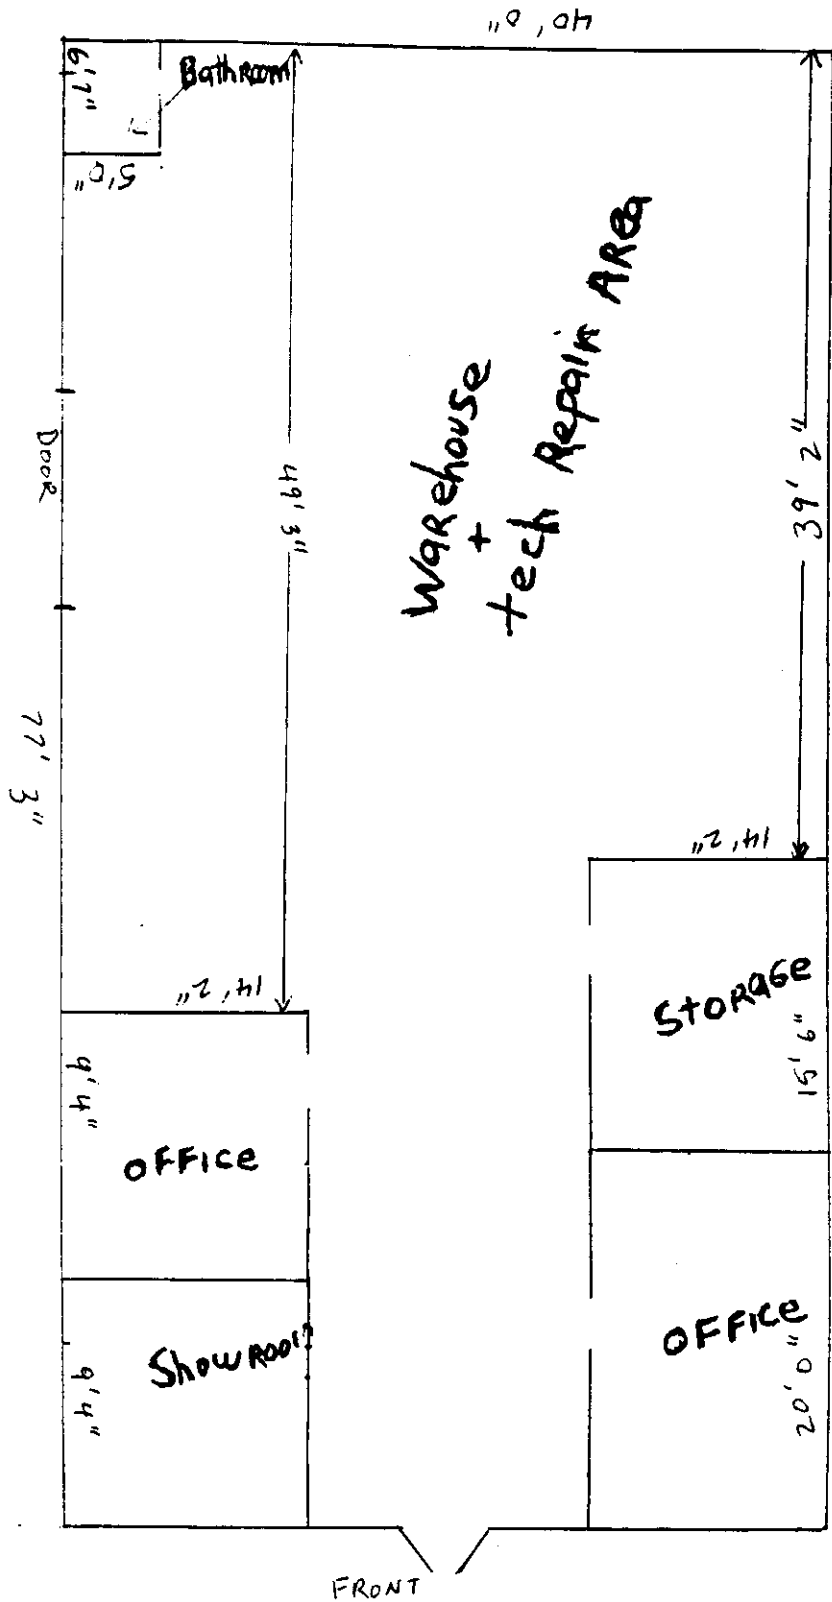 40' 0"
6'7"
Bathroom
5'0"
Warehouse
+
tech Repair Area
Door
49' 3"
39' 2"
77' 3"
14' 2"
14' 2"
Storage
15' 6"
9'4"
OFFICe
OFFICe
20' 0"
Showroom
9'4"
FRONT